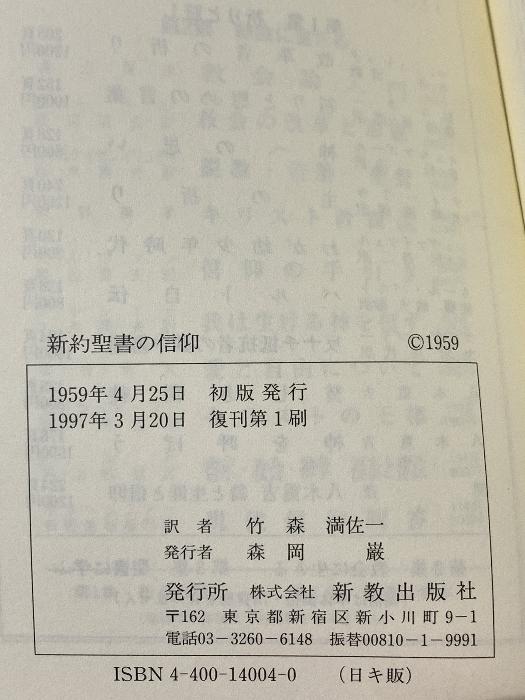 新約聖書の信仰 ©1959
1959年4月25日 初版発行
1997年3月20日 復刊第1刷
訳者 竹森 満佐一
発行者 森岡 巌
発行所 株式会社 新教出版社
〒162 東京都新宿区新小川町9-1
電話03-3260-6148 振替00810-1-9991
ISBN 4-400-14004-0 (日キ販)